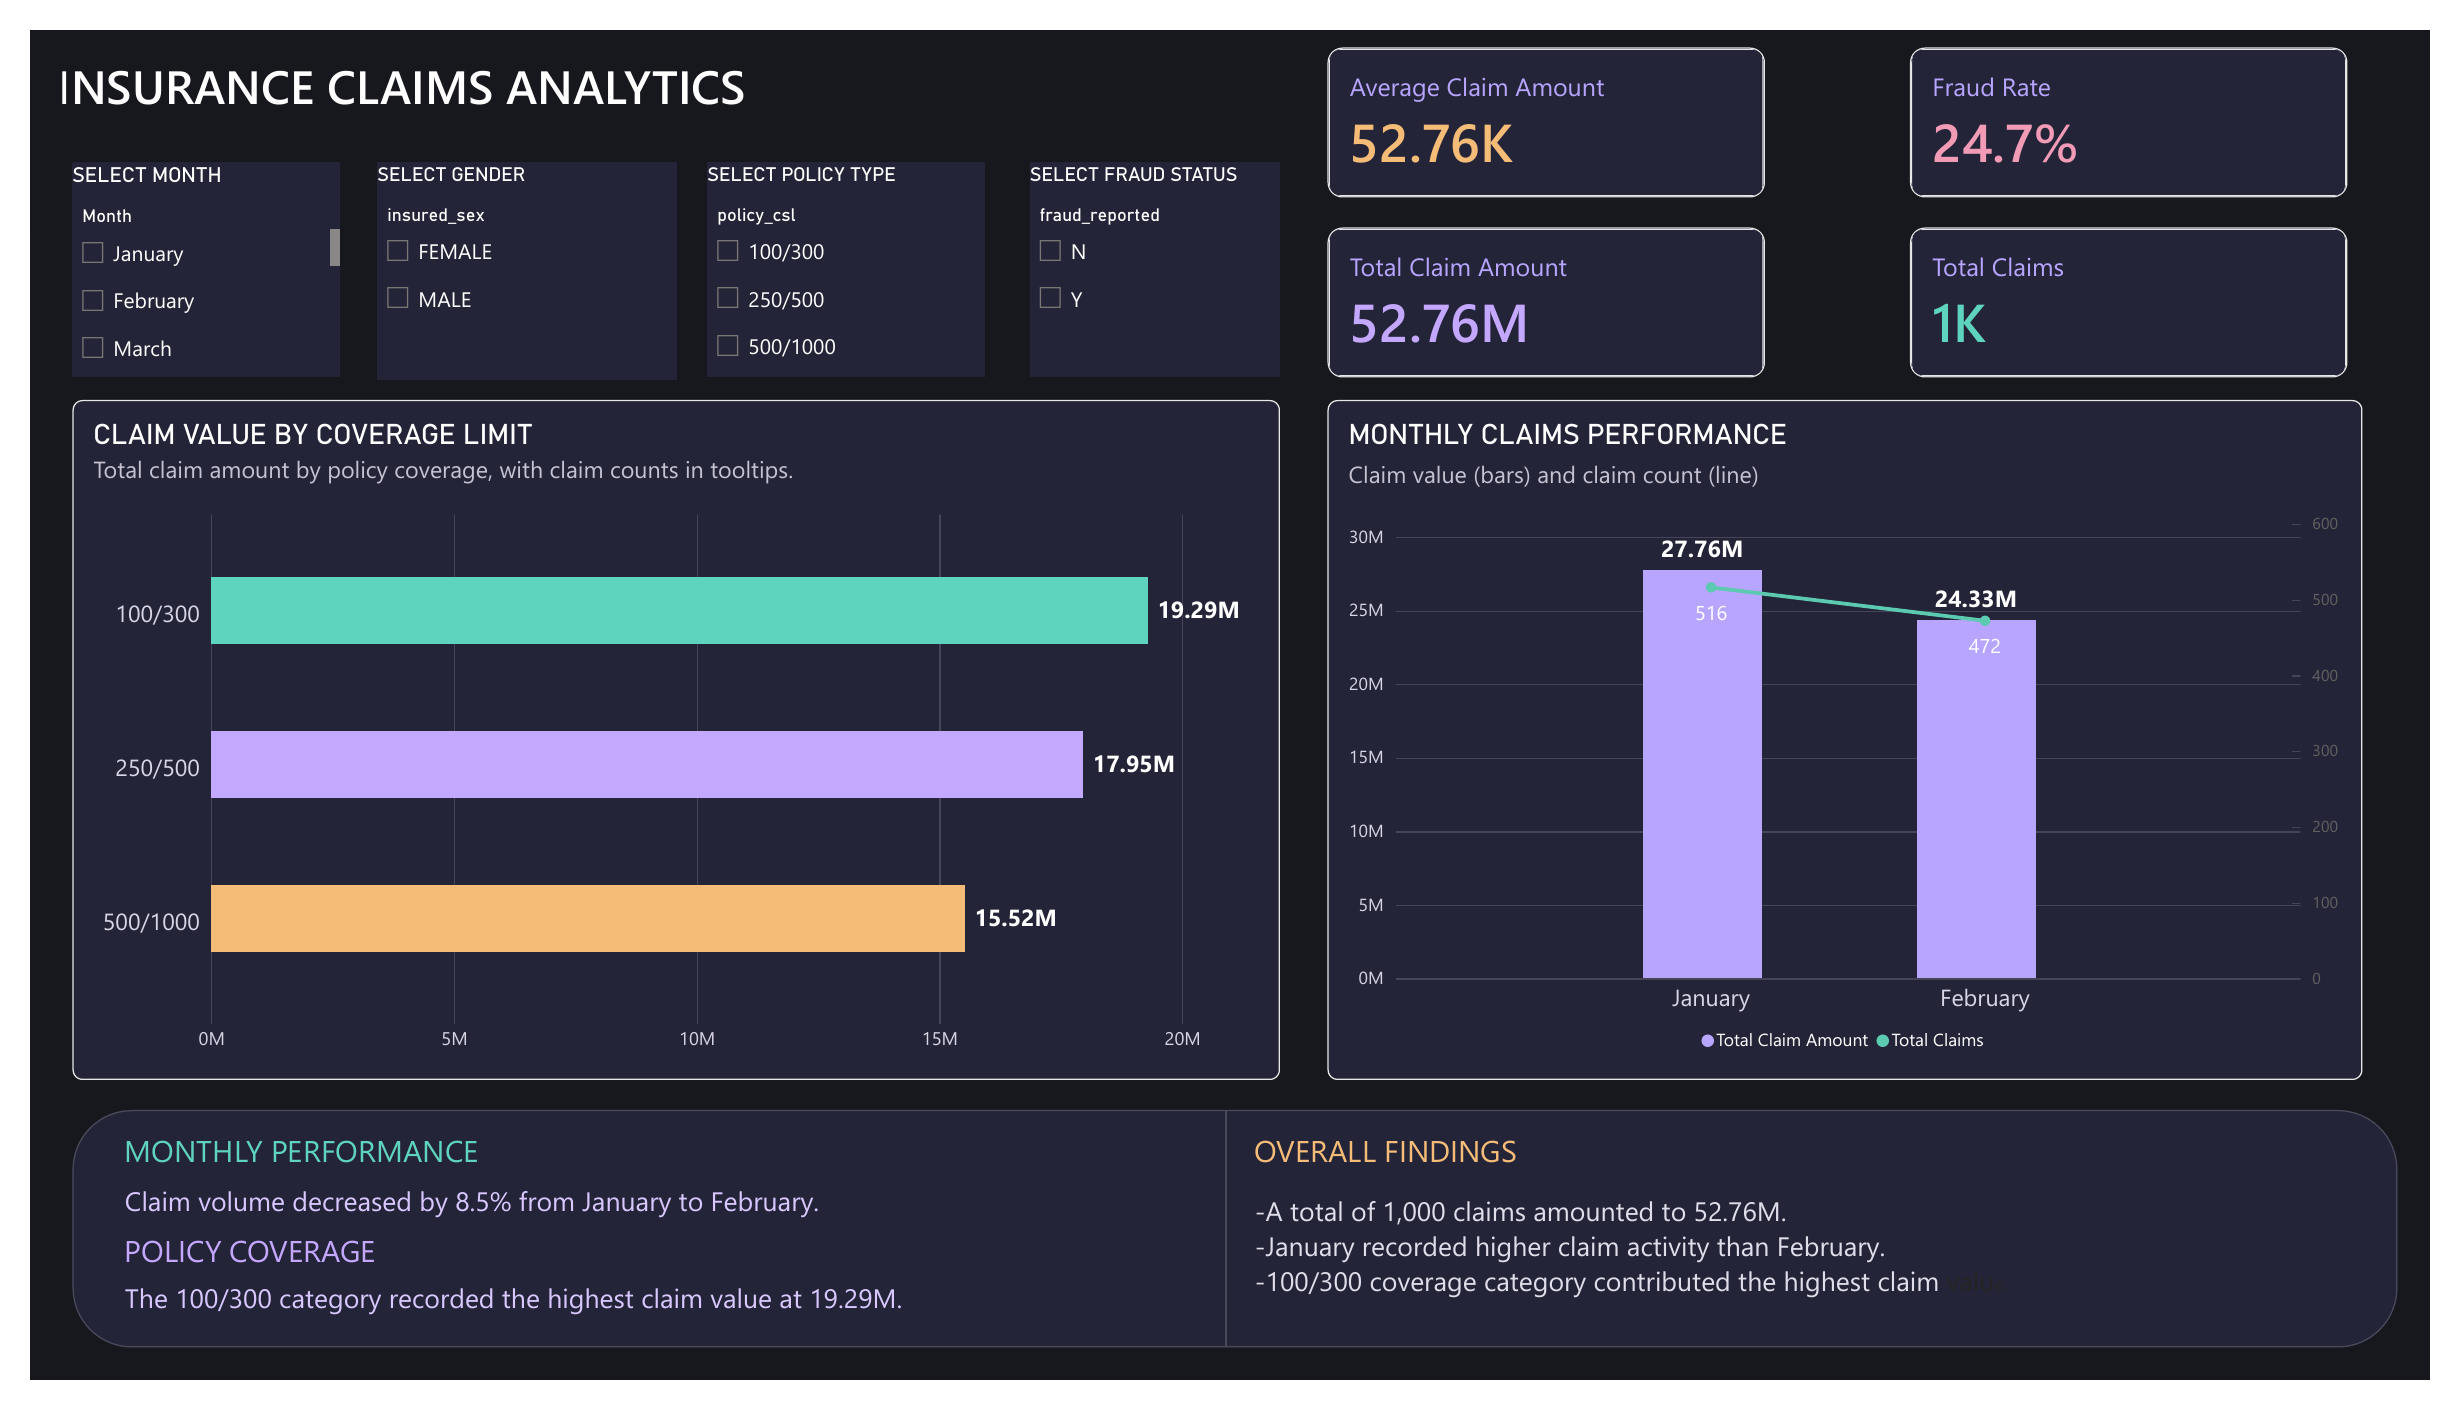 INSURANCE CLAIMS ANALYTICS
Average Claim Amount
52.76K
Fraud Rate
24.7%
SELECT MONTH
Month
January
February
March
SELECT GENDER
insured_sex
FEMALE
MALE
SELECT POLICY TYPE
policy_csl
100/300
250/500
500/1000
SELECT FRAUD STATUS
fraud_reported
N
Y
Total Claim Amount
52.76M
Total Claims
1K
CLAIM VALUE BY COVERAGE LIMIT
Total claim amount by policy coverage, with claim counts in tooltips.
100/300
19.29M
250/500
17.95M
500/1000
15.52M
0M
5M
10M
15M
20M
MONTHLY CLAIMS PERFORMANCE
Claim value (bars) and claim count (line)
30M
25M
20M
15M
10M
5M
0M
27.76M
516
24.33M
472
600
500
400
300
200
100
0
January
February
Total Claim Amount
Total Claims
MONTHLY PERFORMANCE
Claim volume decreased by 8.5% from January to February.
POLICY COVERAGE
The 100/300 category recorded the highest claim value at 19.29M.
OVERALL FINDINGS
-A total of 1,000 claims amounted to 52.76M.
-January recorded higher claim activity than February.
-100/300 coverage category contributed the highest claim